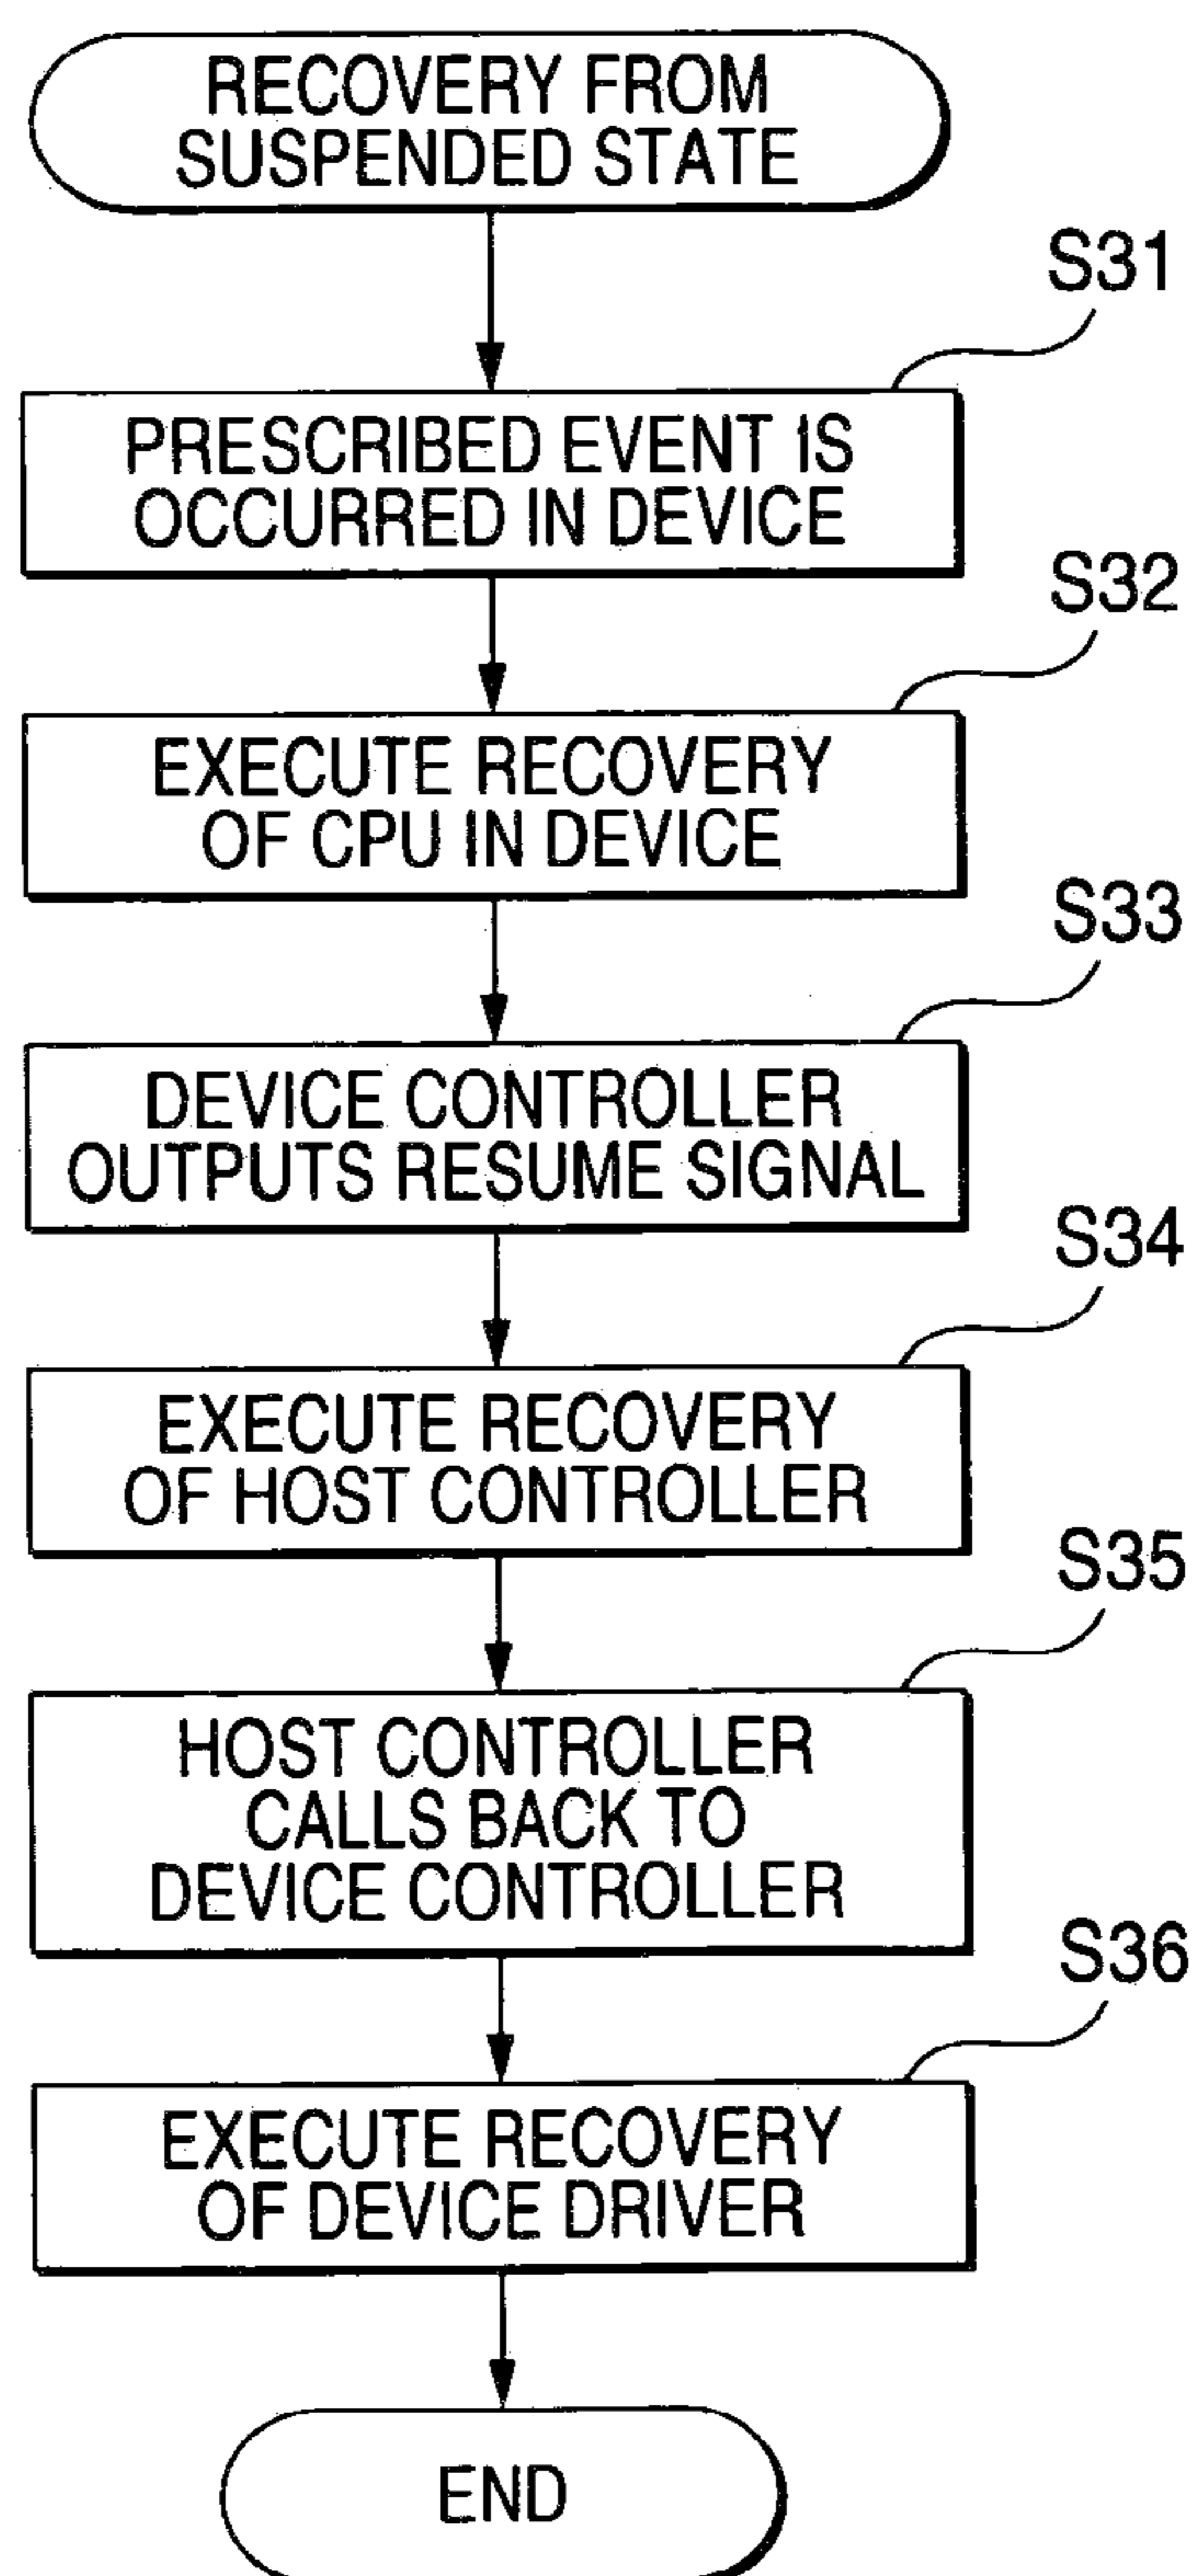 RECOVERY FROM
SUSPENDED STATE
S31
PRESCRIBED EVENT IS
OCCURRED IN DEVICE
S32
EXECUTE RECOVERY
OF CPU IN DEVICE
S33
DEVICE CONTROLLER
OUTPUTS RESUME SIGNAL
S34
EXECUTE RECOVERY
OF HOST CONTROLLER
S35
HOST CONTROLLER
CALLS BACK TO
DEVICE CONTROLLER
S36
EXECUTE RECOVERY
OF DEVICE DRIVER
END